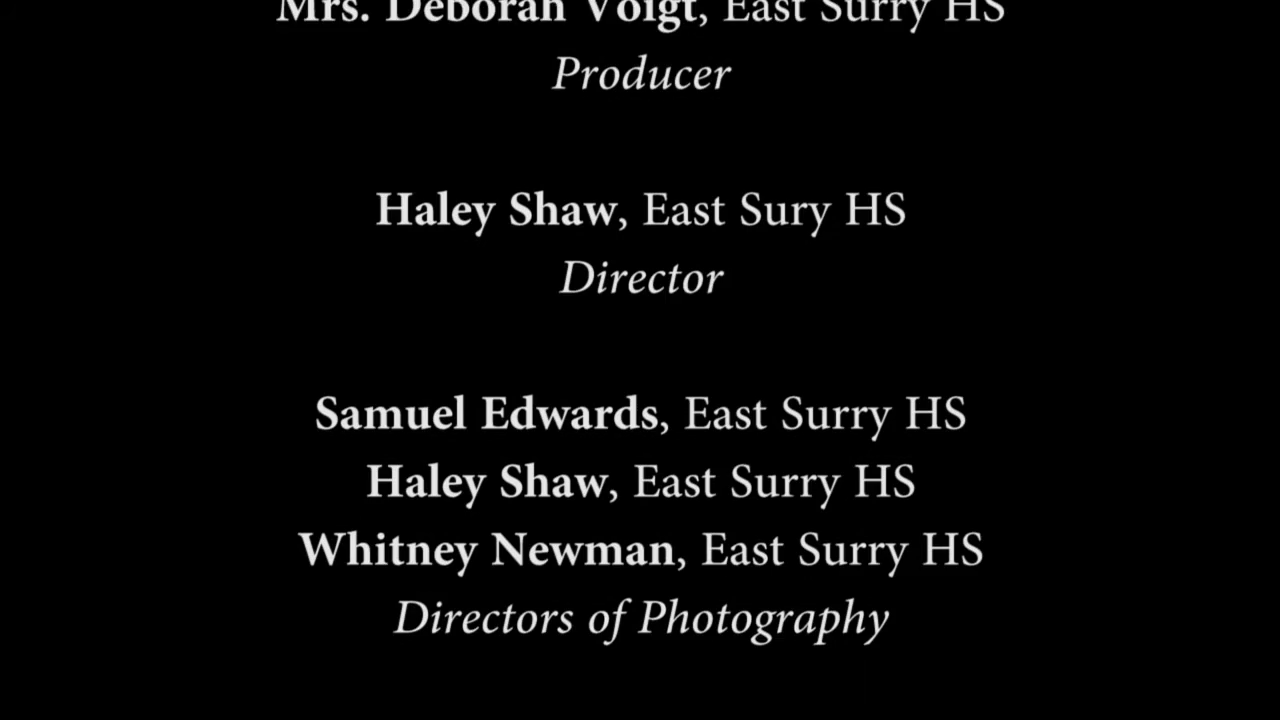 Mrs. Deborah Voigt, East Surry HS
Producer
Haley Shaw, East Sury HS
Director
Samuel Edwards, East Surry HS
Haley Shaw, East Surry HS
Whitney Newman, East Surry HS
Directors of Photography